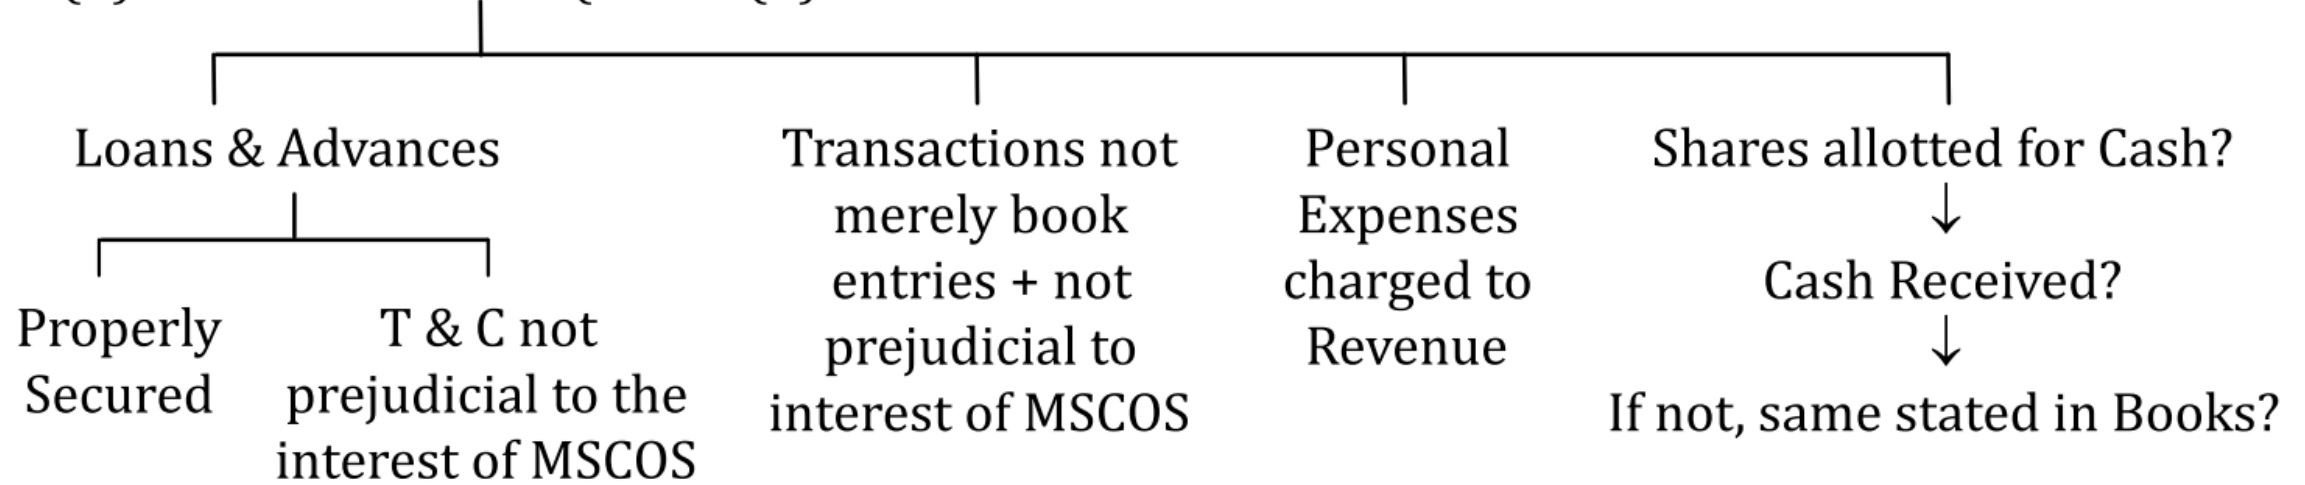 Loans & Advances
Properly
Secured
T & C not
prejudicial to the
interest of MSCOS
Transactions not
merely book
entries + not
prejudicial to
interest of MSCOS
Personal
Expenses
charged to
Revenue
Shares allotted for Cash?
↓
Cash Received?
↓
If not, same stated in Books?